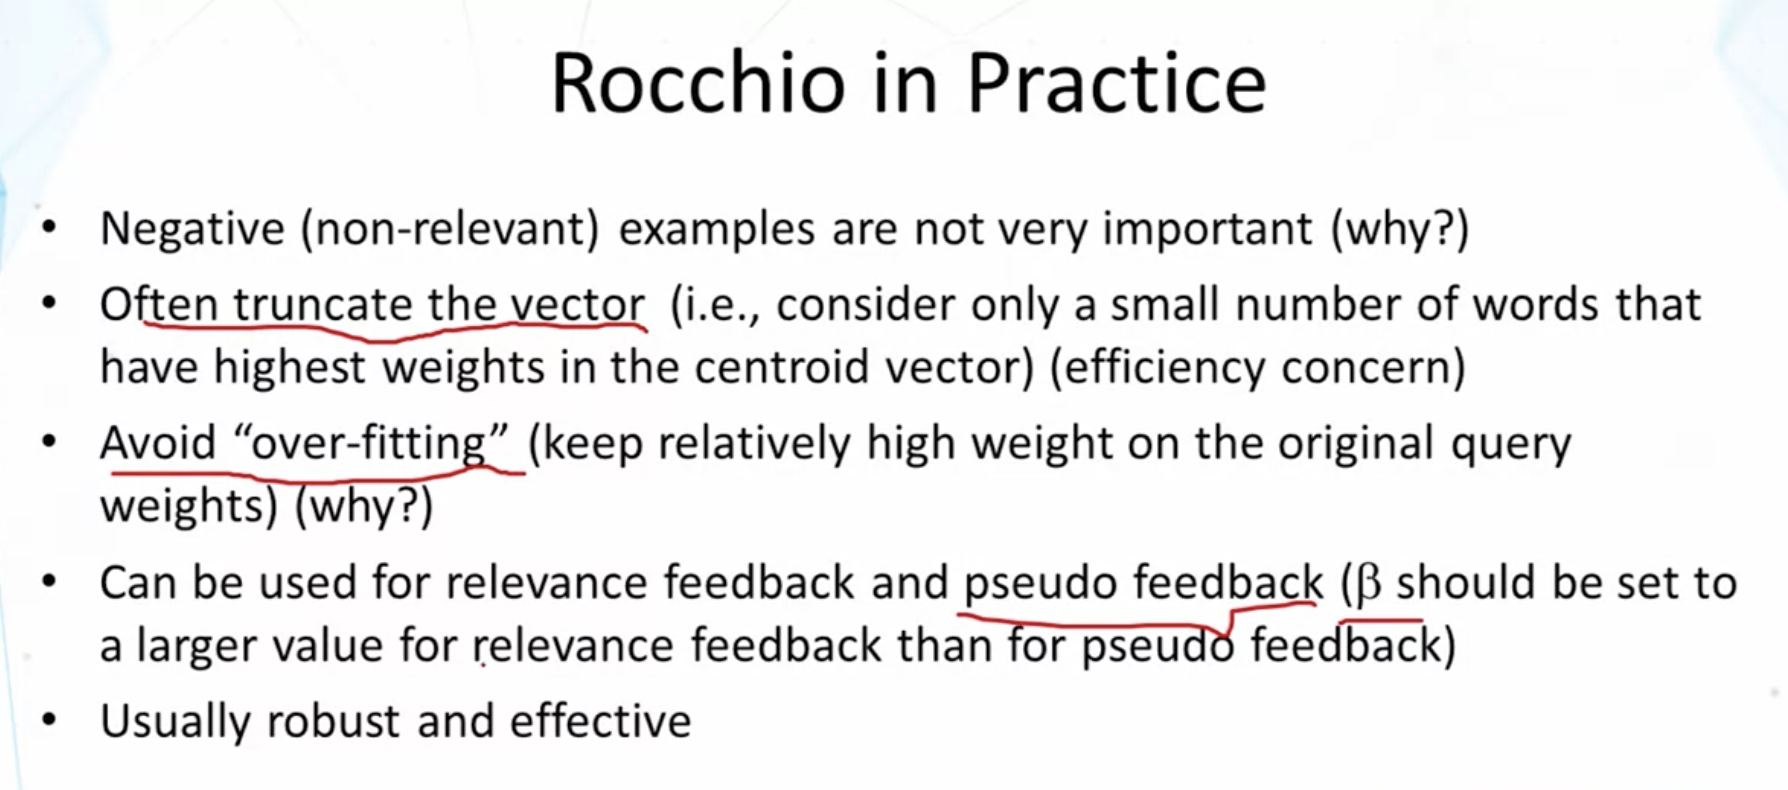 Rocchio in Practice
• Negative (non-relevant) examples are not very important (why?)
• Often truncate the vector (i.e., consider only a small number of words that
have highest weights in the centroid vector) (efficiency concern)
• Avoid “over-fitting” (keep relatively high weight on the original query
weights) (why?)
• Can be used for relevance feedback and pseudo feedback (β should be set to
a larger value for relevance feedback than for pseudo feedback)
• Usually robust and effective